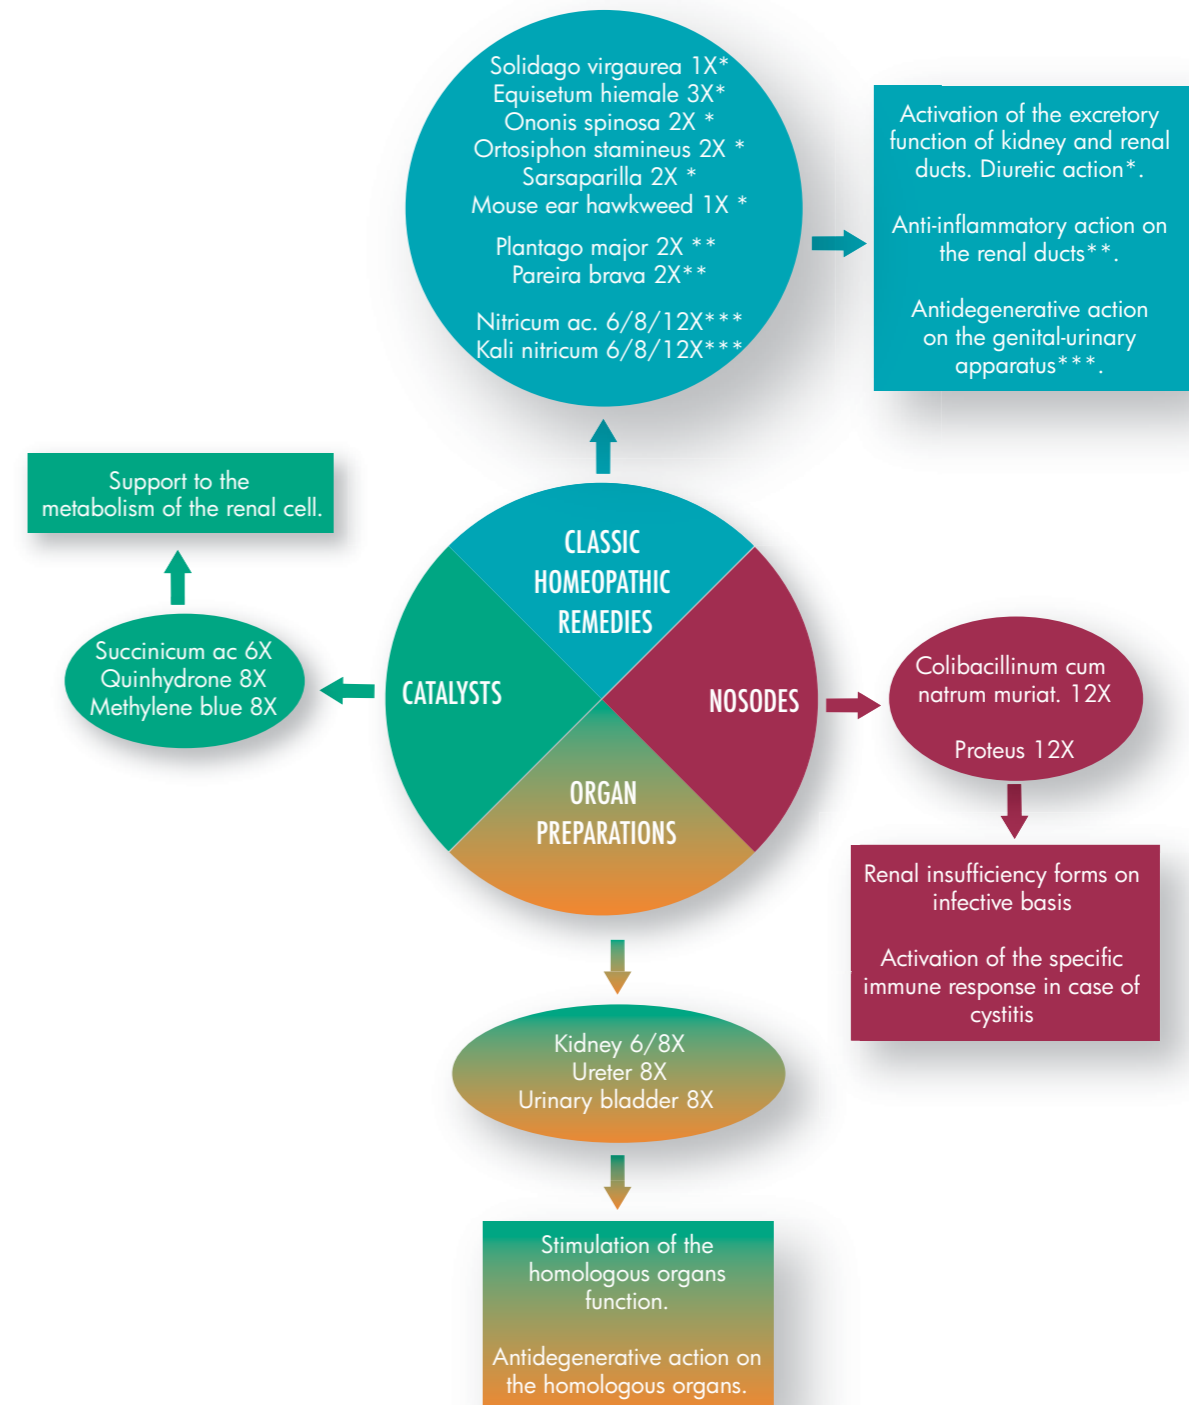 Solidago virgaurea 1X*
Equisetum hiemale 3X*
Ononis spinosa 2X *
Ortosiphon stamineus 2X *
Sarsaparilla 2X *
Mouse ear hawkweed 1X *
Plantago major 2X **
Pareira brava 2X**
Nitricum ac. 6/8/12X***
Kali nitricum 6/8/12X***
Activation of the excretory
function of kidney and renal
ducts. Diuretic action*.
Anti-inflammatory action on
the renal ducts**.
Antidegenerative action
on the genital-urinary
apparatus***.
Support to the
metabolism of the renal cell.
Succinicum ac 6X
Quinhydrone 8X
Methylene blue 8X
CLASSIC
HOMEOPATHIC
REMEDIES
CATALYSTS
NOSODES
ORGAN
PREPARATIONS
Colibacillinum cum
natrum muriat. 12X
Proteus 12X
Renal insufficiency forms on
infective basis
Activation of the specific
immune response in case of
cystitis
Kidney 6/8X
Ureter 8X
Urinary bladder 8X
Stimulation of the
homologous organs
function.
Antidegenerative action on
the homologous organs.